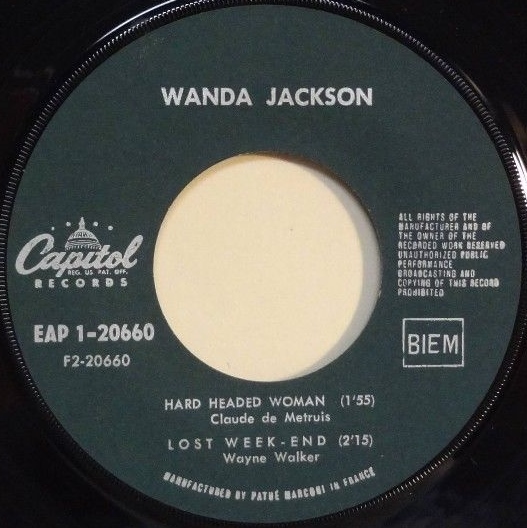 WANDA JACKSON
Capitol
REG. US. PAT. OFF.
RECORDS
EAP 1-20660
F2-20660
ALL RIGHTS OF THE
MANUFACTURER AND OF
THE OWNER OF THE
RECORDED WORK RESERVED
UNAUTHORIZED PUBLIC
PERFORMANCE
BROADCASTING AND
COPYING OF THIS RECORD
PROHIBITED
BIEM
HARD HEADED WOMAN (1'55)
Claude de Metruis
LOST WEEK-END (2'15)
Wayne Walker
MANUFACTURED BY PATHÉ MARCONI IN FRANCE